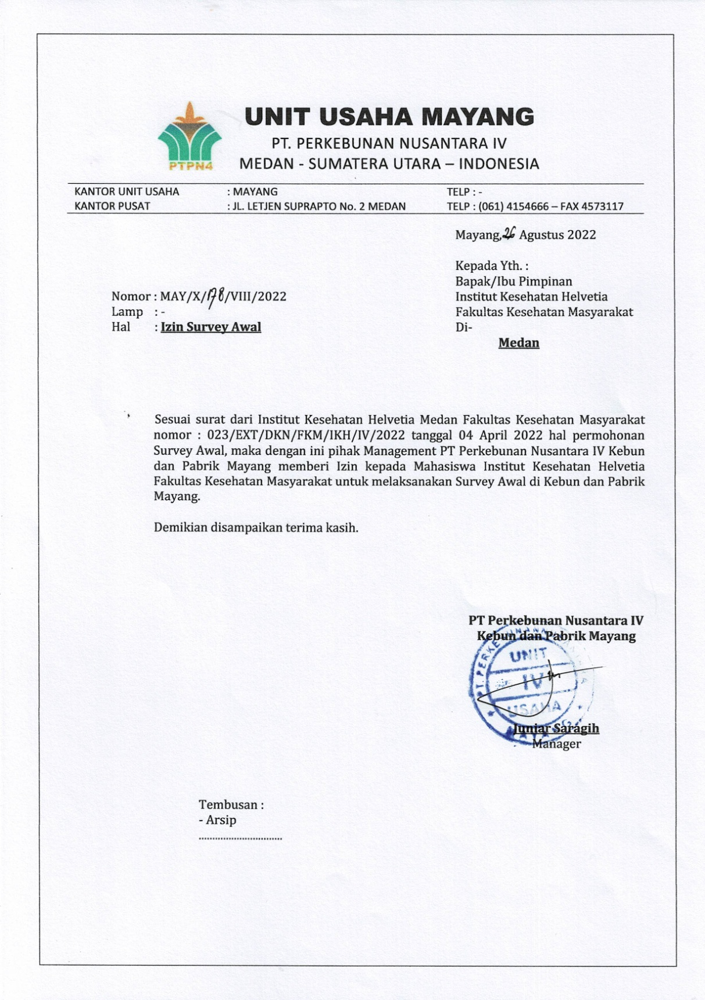 UNIT USAHA MAYANG
PT. PERKEBUNAN NUSANTARA IV
MEDAN - SUMATERA UTARA – INDONESIA
PTPN4
KANTOR UNIT USAHA : MAYANG TELP : -
KANTOR PUSAT : JL. LETJEN SUPRAPTO No. 2 MEDAN TELP : (061) 4154666 – FAX 4573117
Mayang, 26 Agustus 2022
Kepada Yth. :
Bapak/Ibu Pimpinan
Institut Kesehatan Helvetia
Fakultas Kesehatan Masyarakat
Di-
Medan
Nomor : MAY/X/178/VIII/2022
Lamp : -
Hal : Izin Survey Awal
Sesuai surat dari Institut Kesehatan Helvetia Medan Fakultas Kesehatan Masyarakat
nomor : 023/EXT/DKN/FKM/IKH/IV/2022 tanggal 04 April 2022 hal permohonan
Survey Awal, maka dengan ini pihak Management PT Perkebunan Nusantara IV Kebun
dan Pabrik Mayang memberi Izin kepada Mahasiswa Institut Kesehatan Helvetia
Fakultas Kesehatan Masyarakat untuk melaksanakan Survey Awal di Kebun dan Pabrik
Mayang.
Demikian disampaikan terima kasih.
PT Perkebunan Nusantara IV
Kebun dan Pabrik Mayang
UNIT
IV
USAHA
MAYANG
Juniar Saragih
Manager
Tembusan :
- Arsip